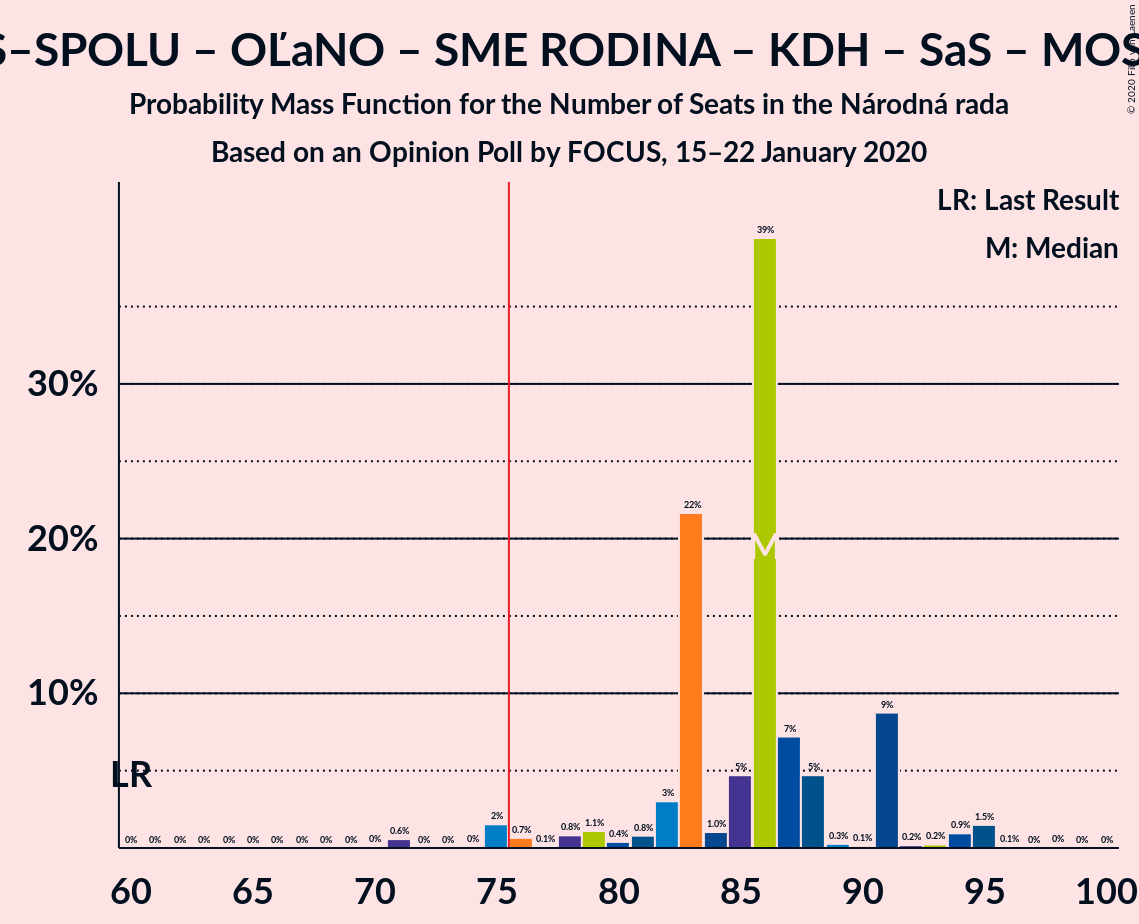 S–SPOLU – OĽaNO – SME RODINA – KDH – SaS – MOS
Probability Mass Function for the Number of Seats in the Národná rada
Based on an Opinion Poll by FOCUS, 15–22 January 2020
© 2020
LR: Last Result
M: Median
30%
20%
10%
LR
M
0% 0% 0% 0% 0% 0% 0% 0% 0% 0% 0% 0.6% 0% 0% 0% 2% 0.7% 0.1% 0.8% 1.1% 0.4% 0.8% 3% 22% 1.0% 5% 39% 7% 5% 0.3% 0.1% 9% 0.2% 0.2% 0.9% 1.5% 0.1% 0% 0% 0% 0%
60 65 70 75 80 85 90 95 100